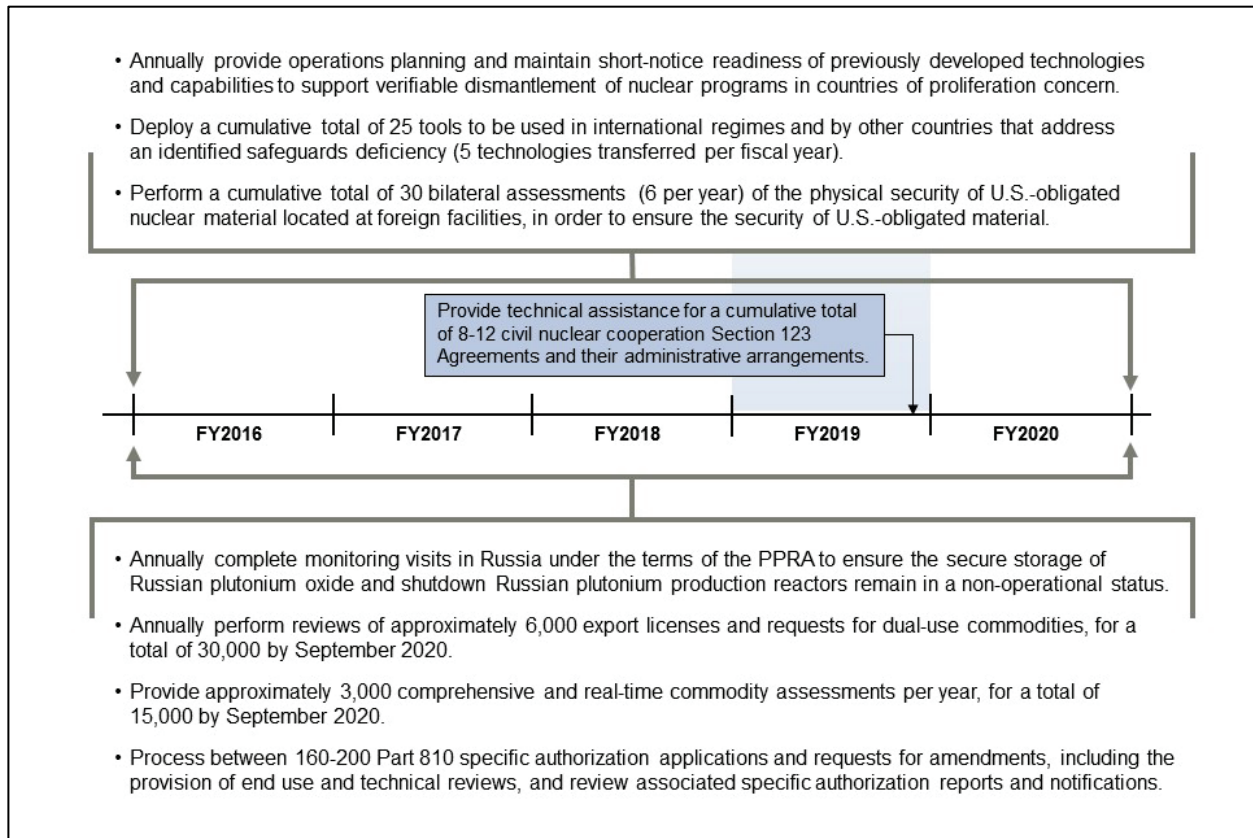 • Annually provide operations planning and maintain short-notice readiness of previously developed technologies
and capabilities to support verifiable dismantlement of nuclear programs in countries of proliferation concern.
• Deploy a cumulative total of 25 tools to be used in international regimes and by other countries that address
an identified safeguards deficiency (5 technologies transferred per fiscal year).
• Perform a cumulative total of 30 bilateral assessments (6 per year) of the physical security of U.S.-obligated
nuclear material located at foreign facilities, in order to ensure the security of U.S.-obligated material.
Provide technical assistance for a cumulative total
of 8-12 civil nuclear cooperation Section 123
Agreements and their administrative arrangements.
FY2016 FY2017 FY2018 FY2019 FY2020
• Annually complete monitoring visits in Russia under the terms of the PPRA to ensure the secure storage of
Russian plutonium oxide and shutdown Russian plutonium production reactors remain in a non-operational status.
• Annually perform reviews of approximately 6,000 export licenses and requests for dual-use commodities, for a
total of 30,000 by September 2020.
• Provide approximately 3,000 comprehensive and real-time commodity assessments per year, for a total of
15,000 by September 2020.
• Process between 160-200 Part 810 specific authorization applications and requests for amendments, including the
provision of end use and technical reviews, and review associated specific authorization reports and notifications.